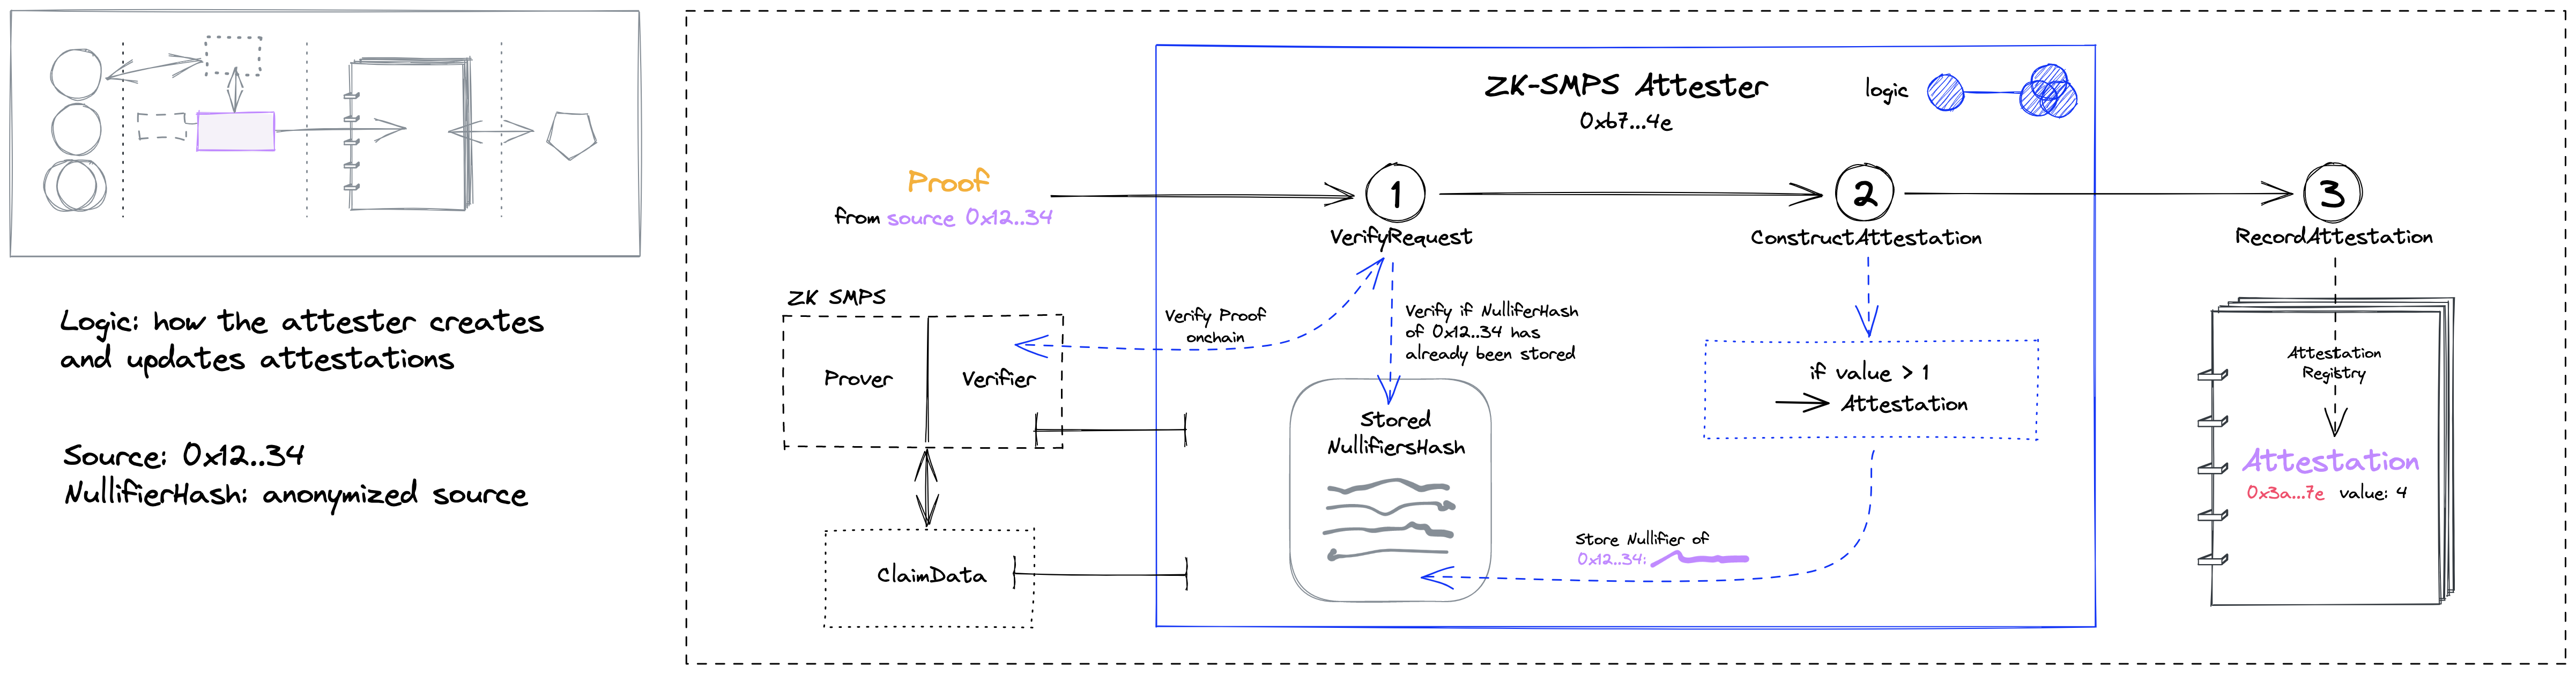 Logic: how the attester creates
and updates attestations
Source: 0x12..34
NullifierHash: anonymized source
ZK-SMPS Attester
0xb7...4e
logic
Proof
from source 0x12..34
1
VerifyRequest
2
ConstructAttestation
3
RecordAttestation
ZK SMPS
Prover
Verifier
ClaimData
Verify Proof
onchain
Verify if NulliferHash
of 0x12..34 has
already been stored
Stored
NullifiersHash
if value > 1
Attestation
Store Nullifier of
0x12..34:
Attestation
Registry
Attestation
0x3a...7e value: 4